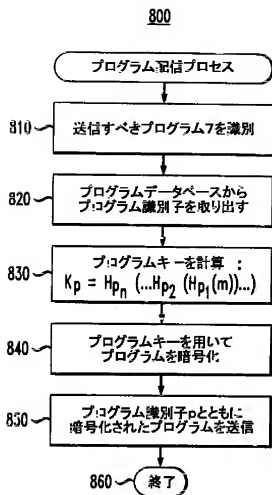 800
プログラム配信プロセス
810
送信すべきプログラム7を識別
820
プログラムデータベースから
プログラム識別子を取り出す
830
プログラムキーを計算 :
Kp = Hpn (...Hp2 (Hp1(m))...)
840
プログラムキーを用いて
プログラムを暗号化
850
プログラム識別子pとともに
暗号化されたプログラムを送信
860
終了